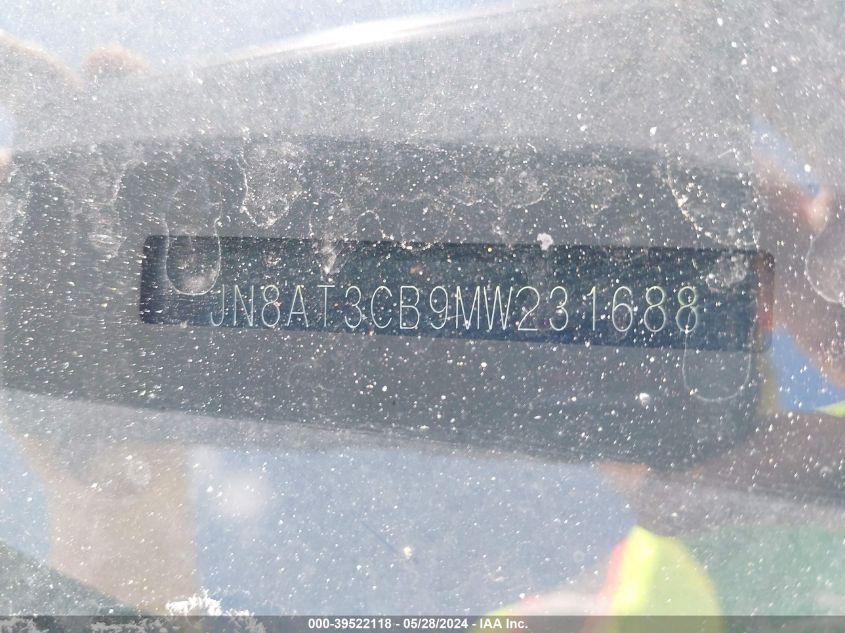 JN8AT3CB9MW231688
000-39522118 - 05/28/2024 - IAA Inc.